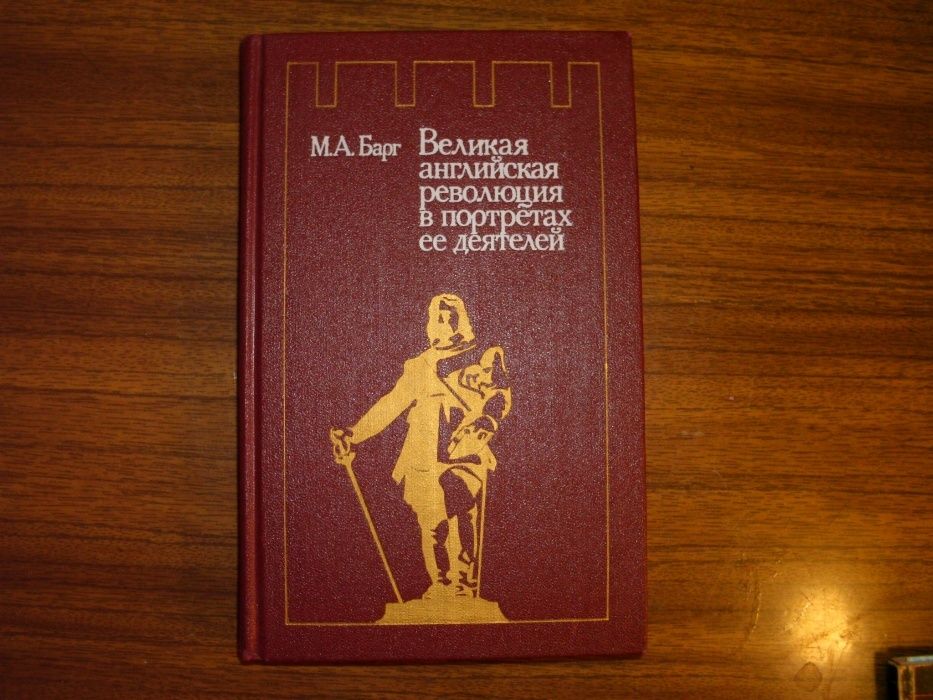 М.А. Барг
Великая
английская
революция
в портретах
ее деятелей